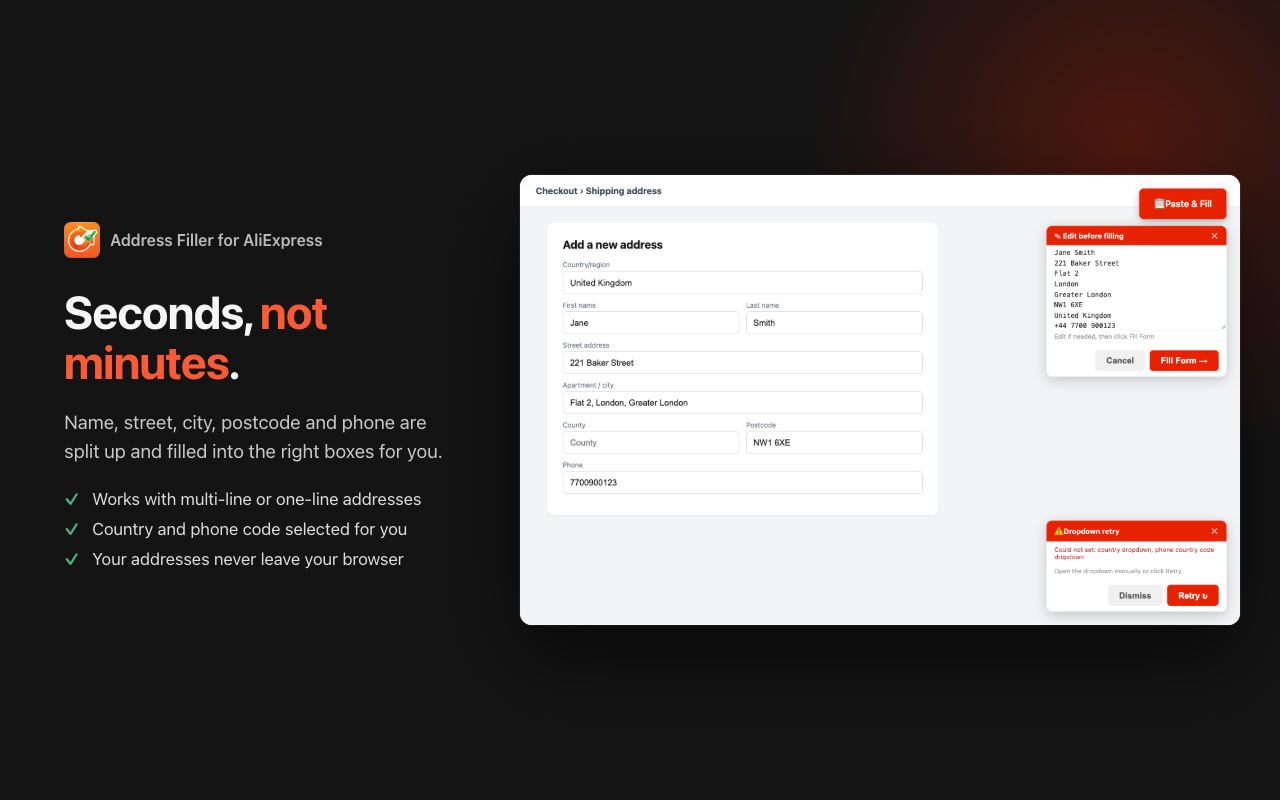 Address Filler for AliExpress
Seconds, not
minutes.
Name, street, city, postcode and phone are
split up and filled into the right boxes for you.
Works with multi-line or one-line addresses
Country and phone code selected for you
Your addresses never leave your browser
Checkout › Shipping address
Add a new address
Country/region
United Kingdom
First name
Last name
Jane
Smith
Street address
221 Baker Street
Apartment / city
Flat 2, London, Greater London
County
Postcode
County
NW1 6XE
Phone
7700900123
Paste & Fill
Edit before filling
Jane Smith
221 Baker Street
Flat 2
London
Greater London
NW1 6XE
United Kingdom
+44 7700 900123
Edit if needed, then click Fill Form
Cancel
Fill Form →
Dropdown retry
Could not set: country dropdown, phone country code
dropdown
Open the dropdown manually or click Retry.
Dismiss
Retry ↻